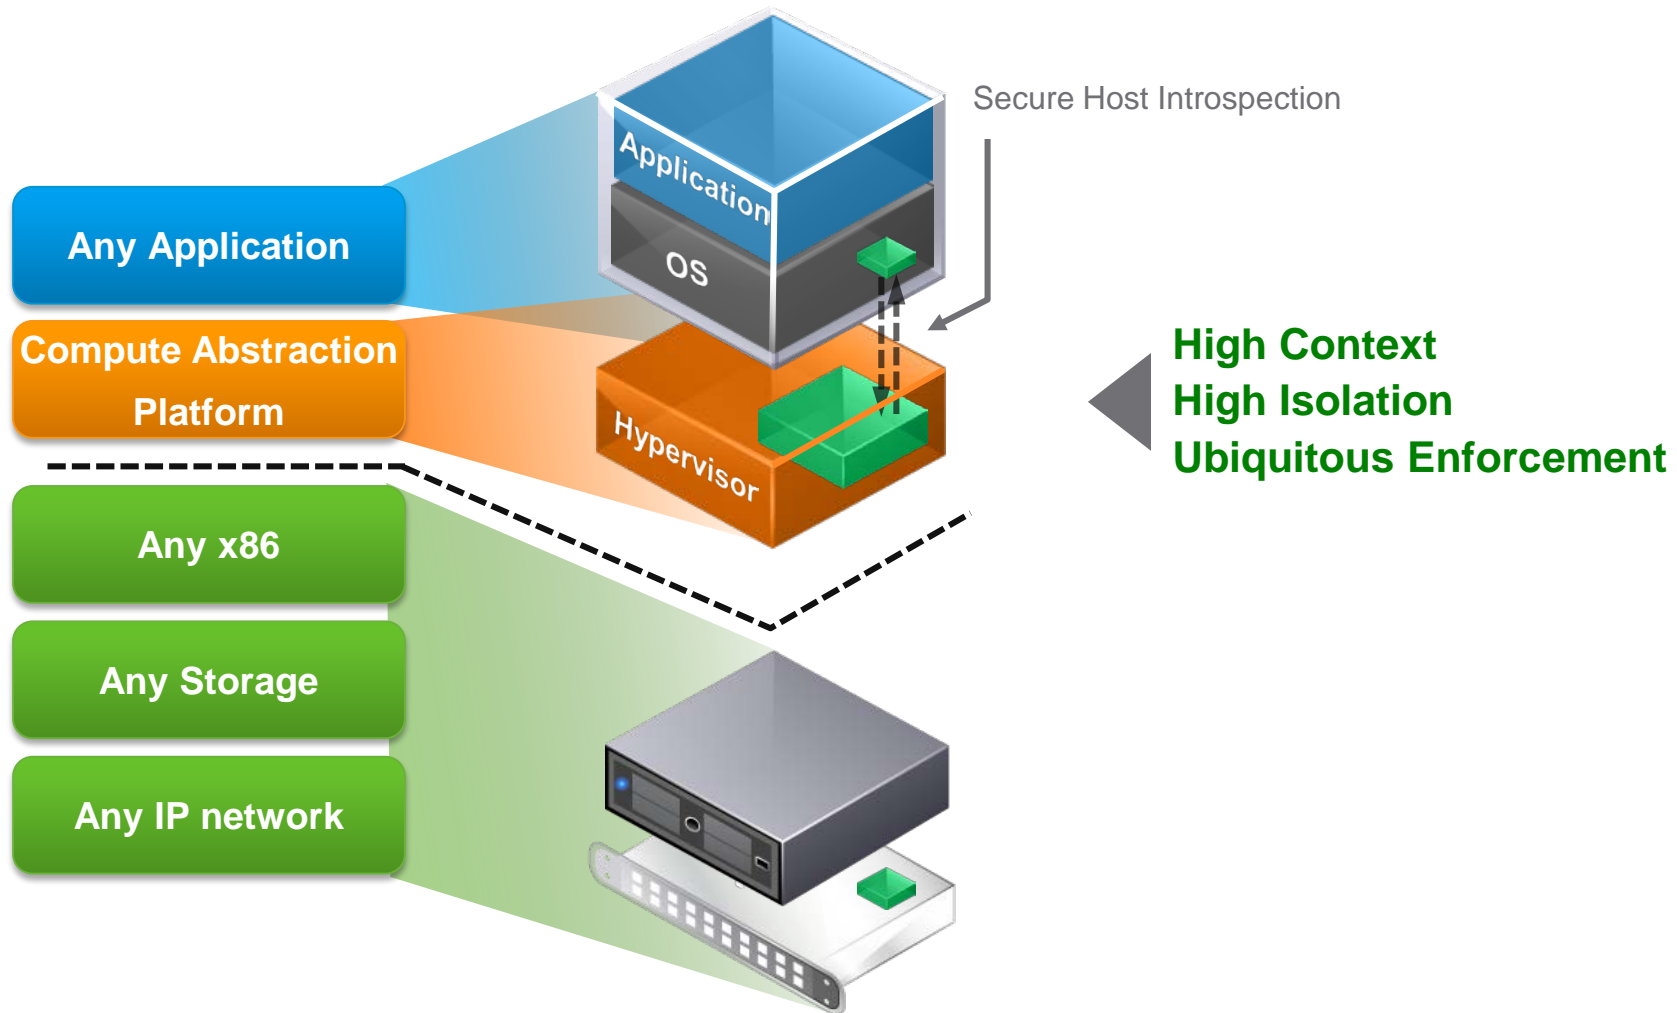 Secure Host Introspection
Application
OS
Hypervisor
Any Application
Compute Abstraction
Platform
Any x86
Any Storage
Any IP network
High Context
High Isolation
Ubiquitous Enforcement